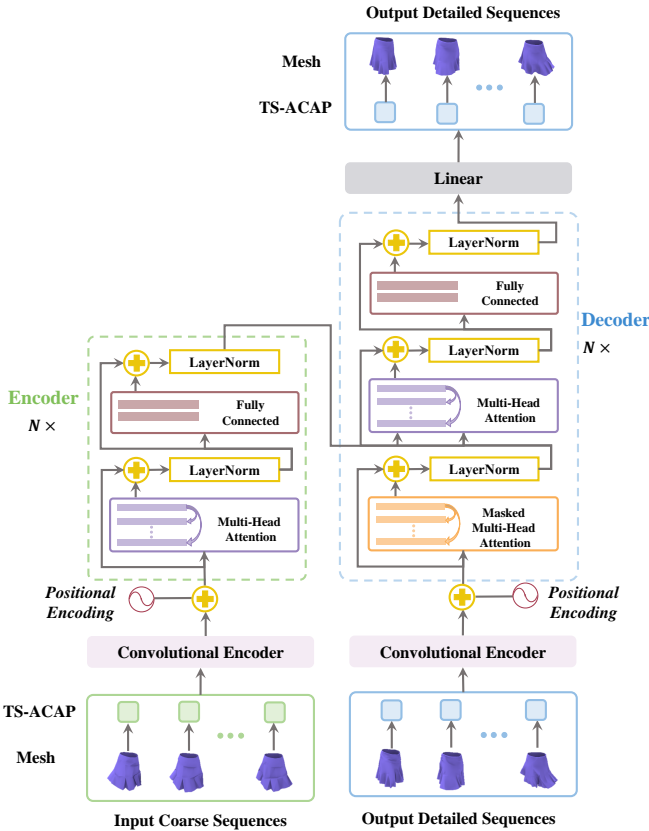 Output Detailed Sequences
Mesh
TS-ACAP
Linear
LayerNorm
Fully
Connected
Decoder
N ×
LayerNorm
Multi-Head
Attention
LayerNorm
Masked
Multi-Head
Attention
LayerNorm
Encoder
N ×
Fully
Connected
LayerNorm
Multi-Head
Attention
Positional
Encoding
Positional
Encoding
Convolutional Encoder
Convolutional Encoder
TS-ACAP
Mesh
Input Coarse Sequences
Output Detailed Sequences